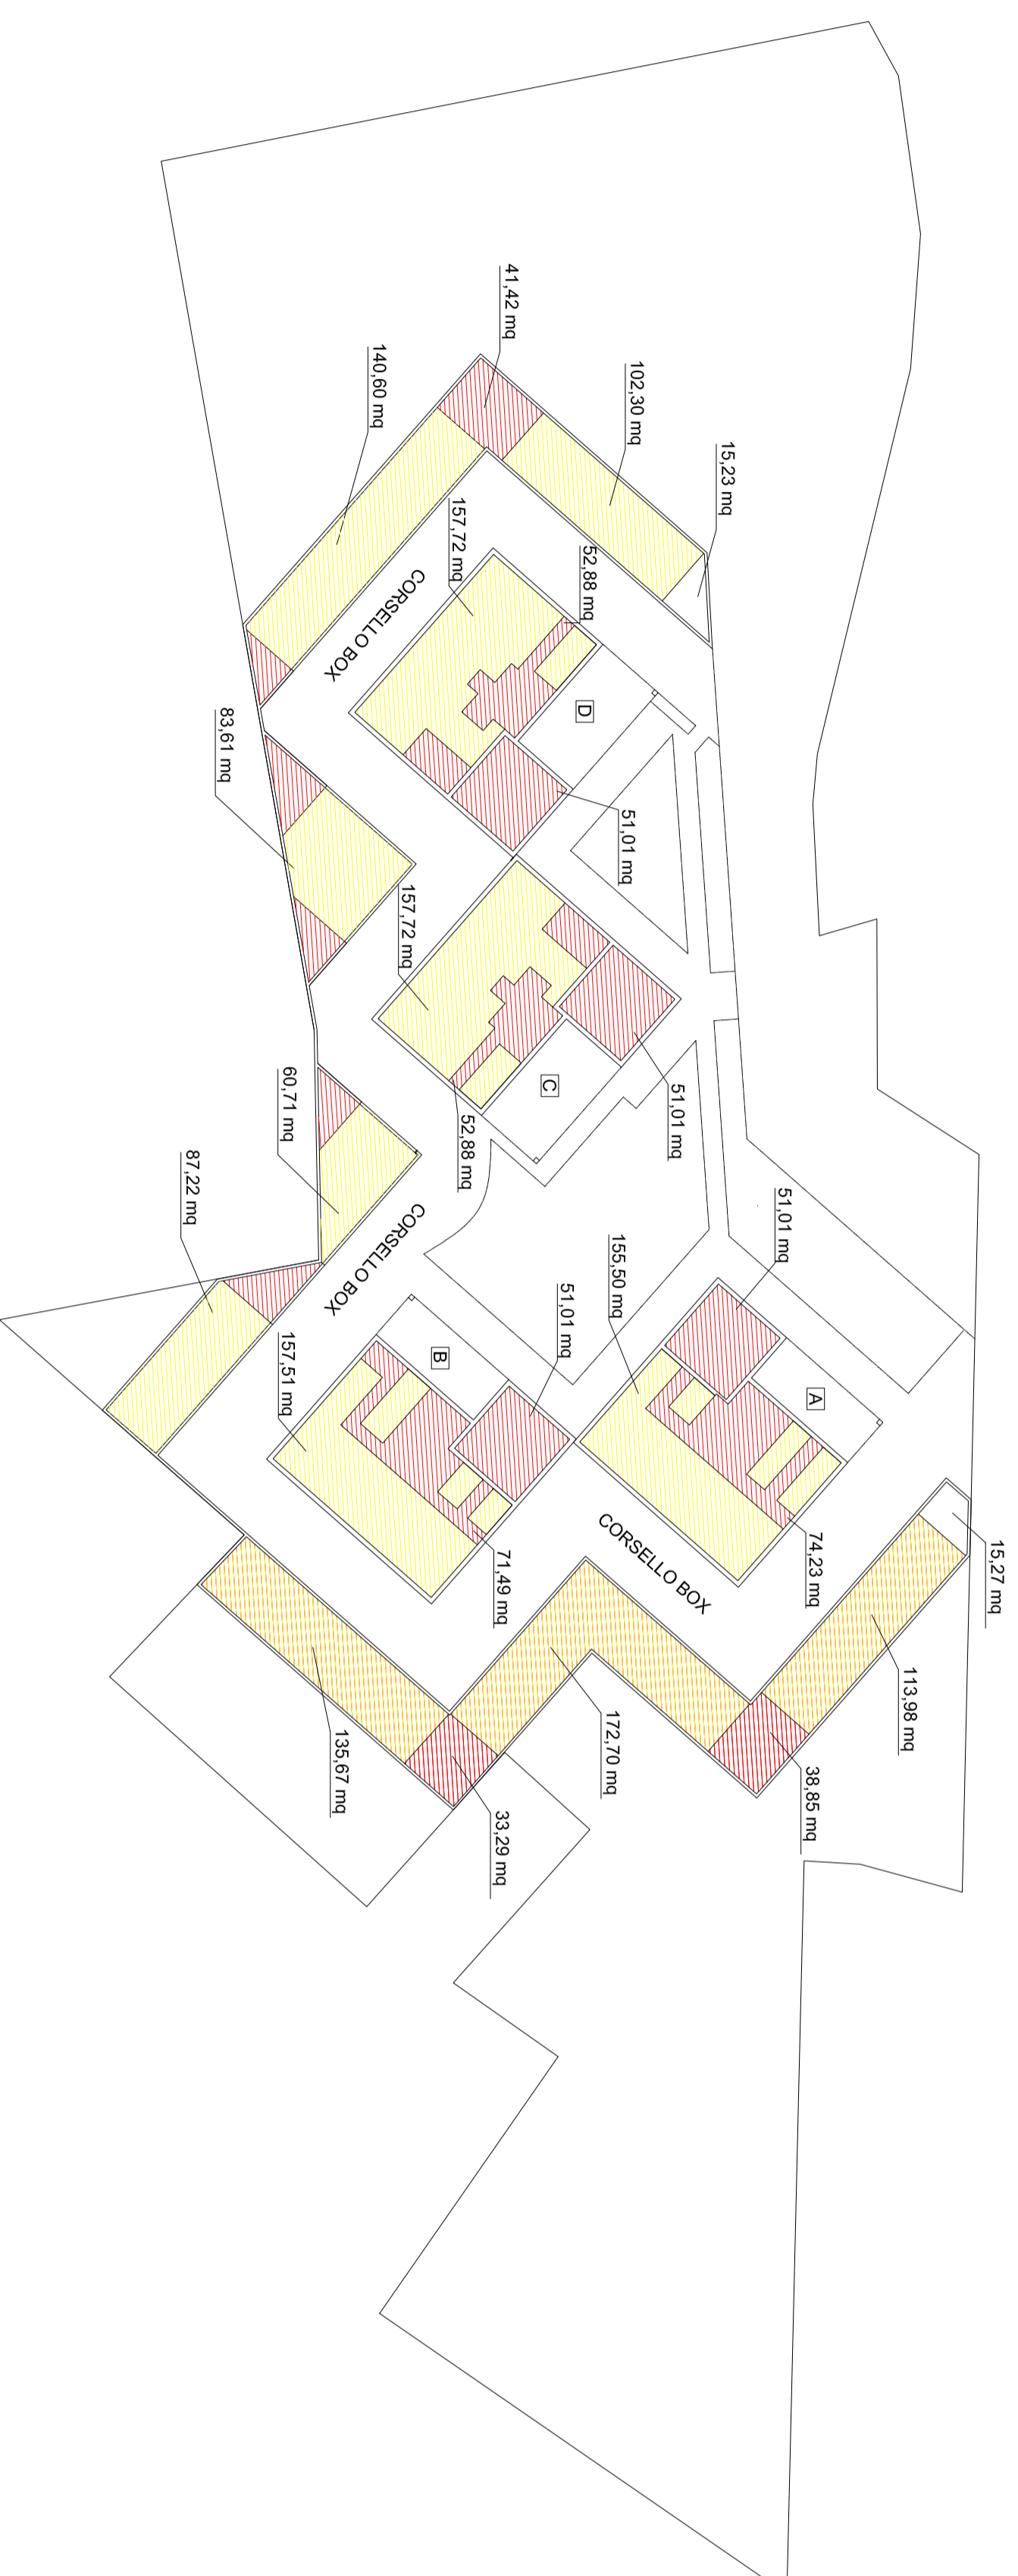 41,42 mq
102,30 mq
15,23 mq
140,60 mq
157,72 mq
52,88 mq
CORSELLO BOX
D
83,61 mq
51,01 mq
157,72 mq
C
51,01 mq
52,88 mq
60,71 mq
87,22 mq
CORSELLO BOX
51,01 mq
155,50 mq
51,01 mq
157,51 mq
B
A
CORSELLO BOX
74,23 mq
71,49 mq
15,27 mq
113,98 mq
172,70 mq
135,67 mq
38,85 mq
33,29 mq